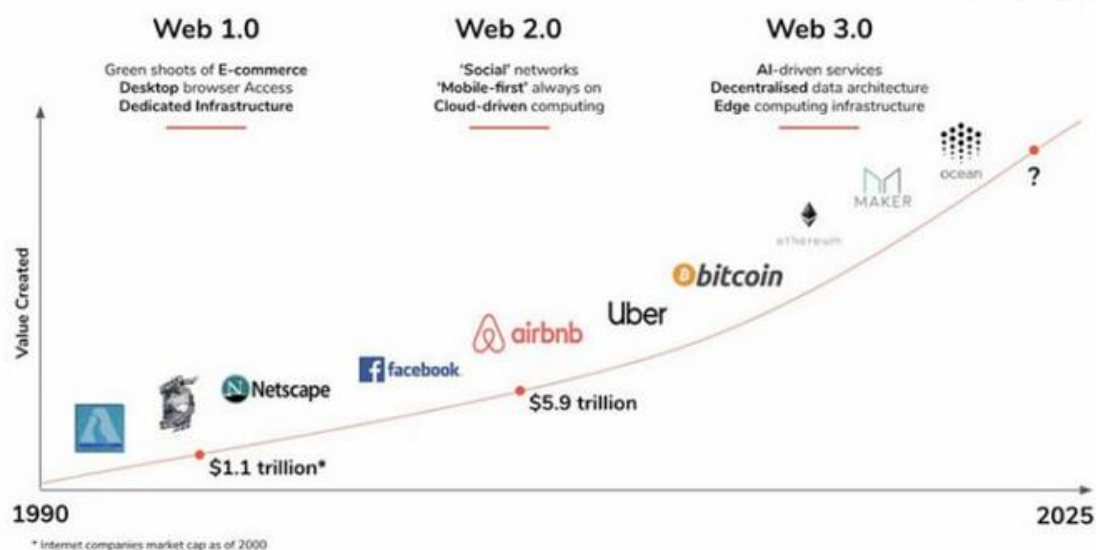 Web 1.0
Green shoots of E-commerce
Desktop browser Access
Dedicated Infrastructure
Web 2.0
'Social' networks
'Mobile-first' always on
Cloud-driven computing
Web 3.0
AI-driven services
Decentralised data architecture
Edge computing infrastructure
Value Created
Netscape
facebook
airbnb
Uber
bitcoin
ethereum
MAKER
ocean
?
$1.1 trillion*
$5.9 trillion
1990
2025
* Internet companies market cap as of 2000